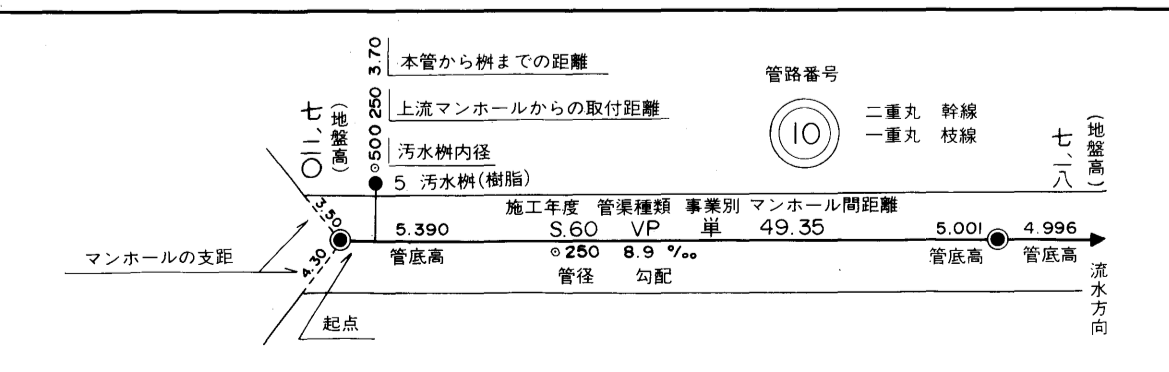 3.70
本管から桝までの距離
250
上流マンホールからの取付距離
⊙500
汚水桝内径
管路番号
10
二重丸 幹線
一重丸 枝線
(地盤高)
(地盤高)
七、一八
5 汚水桝(樹脂)
施工年度 管渠種類 事業別 マンホール間距離
3.50
5.390 S.60 VP 単 49.35 5.001 4.996
管底高 ⊙250 8.9 ‰ 管底高 管底高
管径 勾配
マンホールの支距
4.30
起点
流水方向